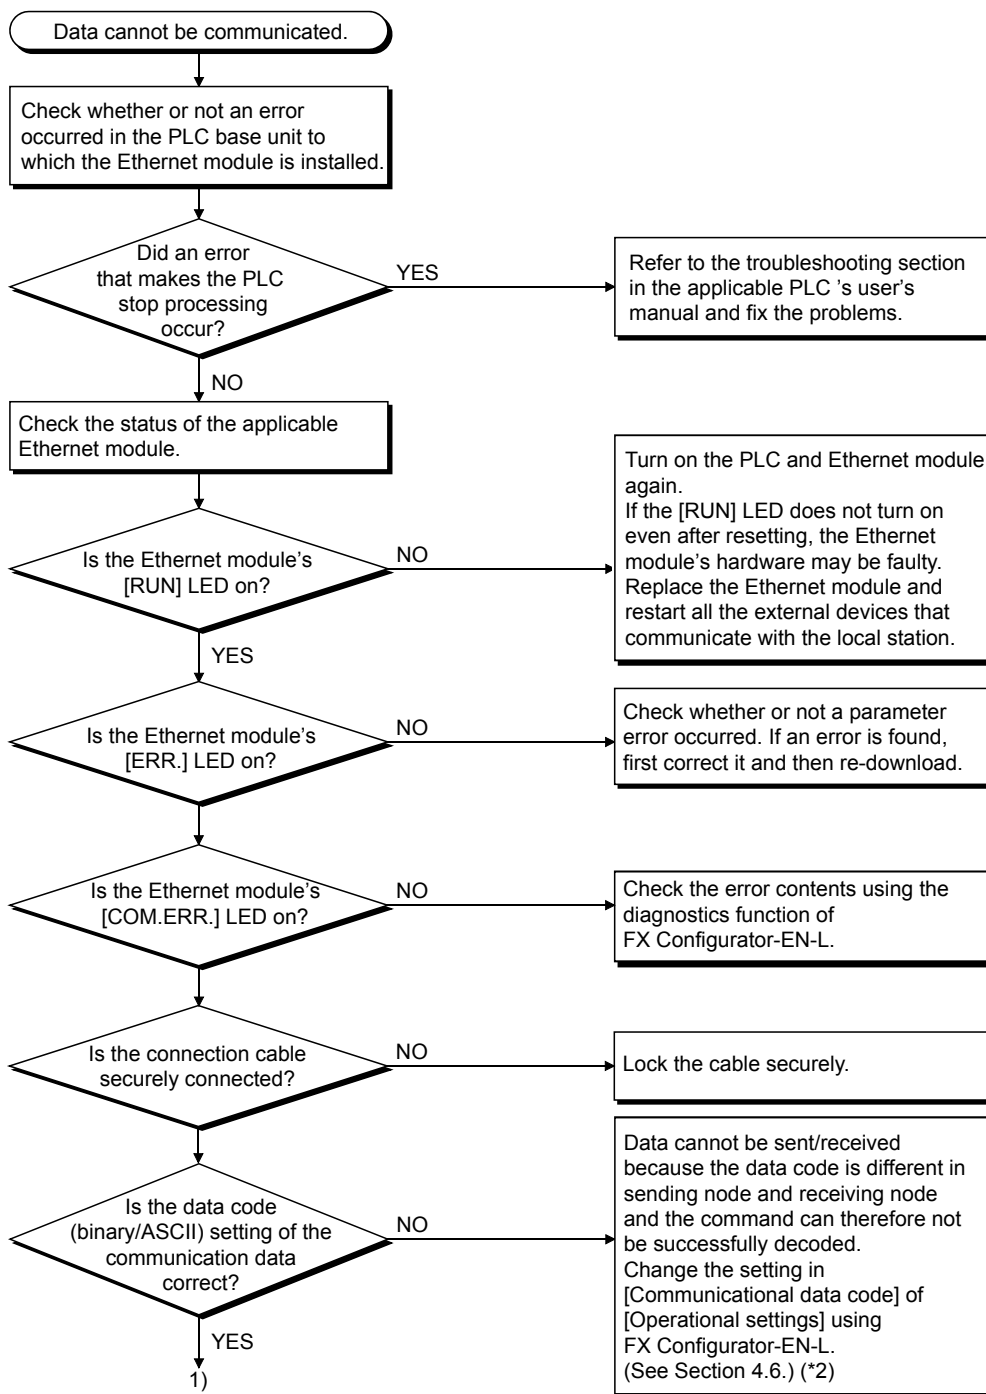 Data cannot be communicated.
Check whether or not an error
occurred in the PLC base unit to
which the Ethernet module is installed.
Did an error
that makes the PLC
stop processing
occur?
YES
Refer to the troubleshooting section
in the applicable PLC ’s user’s
manual and fix the problems.
NO
Check the status of the applicable
Ethernet module.
Is the Ethernet module’s
[RUN] LED on?
NO
Turn on the PLC and Ethernet module
again.
If the [RUN] LED does not turn on
even after resetting, the Ethernet
module’s hardware may be faulty.
Replace the Ethernet module and
restart all the external devices that
communicate with the local station.
YES
Is the Ethernet module’s
[ERR.] LED on?
NO
Check whether or not a parameter
error occurred. If an error is found,
first correct it and then re-download.
Is the Ethernet module’s
[COM.ERR.] LED on?
NO
Check the error contents using the
diagnostics function of
FX Configurator-EN-L.
Is the connection cable
securely connected?
NO
Lock the cable securely.
Is the data code
(binary/ASCII) setting of the
communication data
correct?
NO
Data cannot be sent/received
because the data code is different in
sending node and receiving node
and the command can therefore not
be successfully decoded.
Change the setting in
[Communicational data code] of
[Operational settings] using
FX Configurator-EN-L.
(See Section 4.6.) (*2)
YES
1)